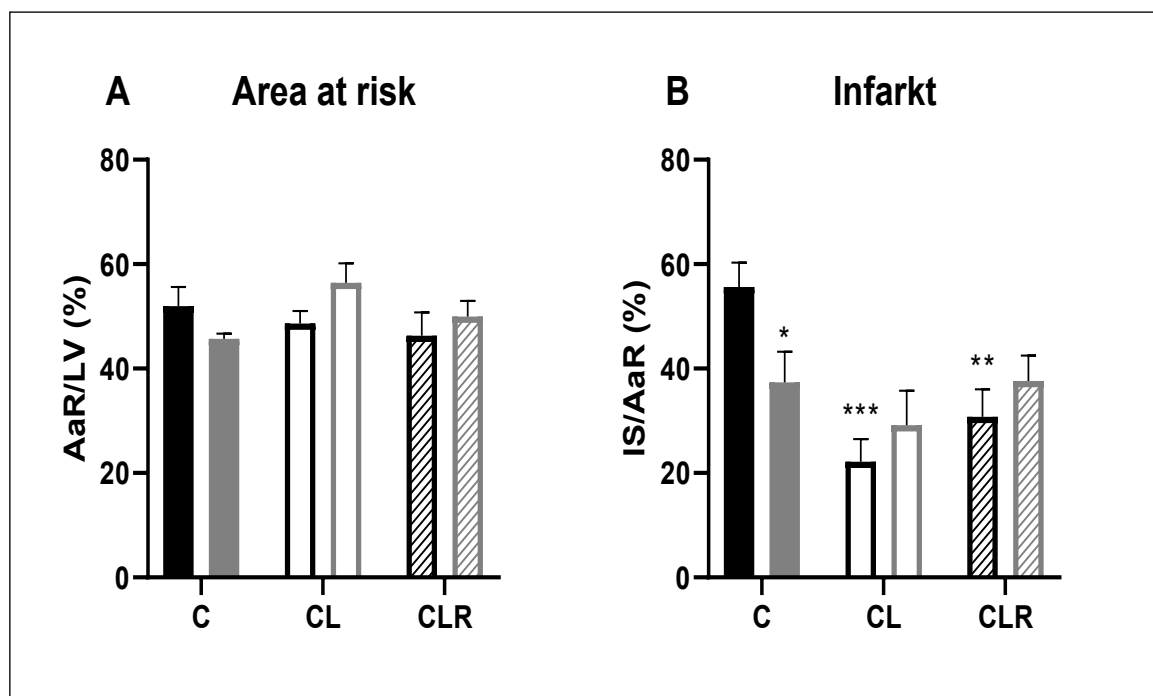 A Area at risk
80
60
40
20
0
AaR/LV (%)
C CL CLR
B Infarkt
80
60
40
20
0
IS/AaR (%)
*
***
**
C CL CLR